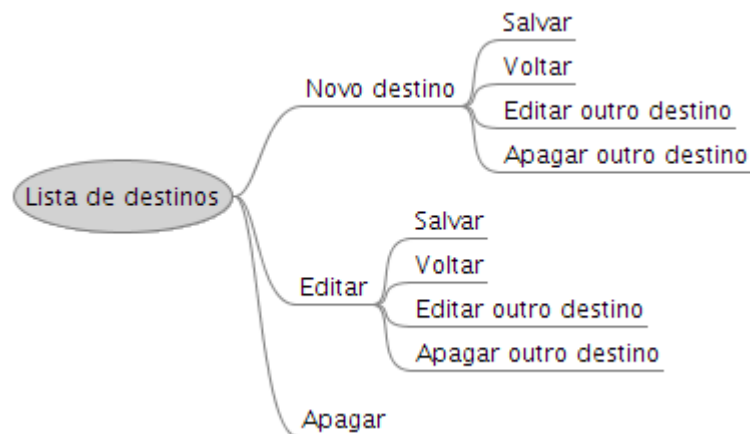 Lista de destinos
Novo destino
Salvar
Voltar
Editar outro destino
Apagar outro destino
Editar
Salvar
Voltar
Editar outro destino
Apagar outro destino
Apagar